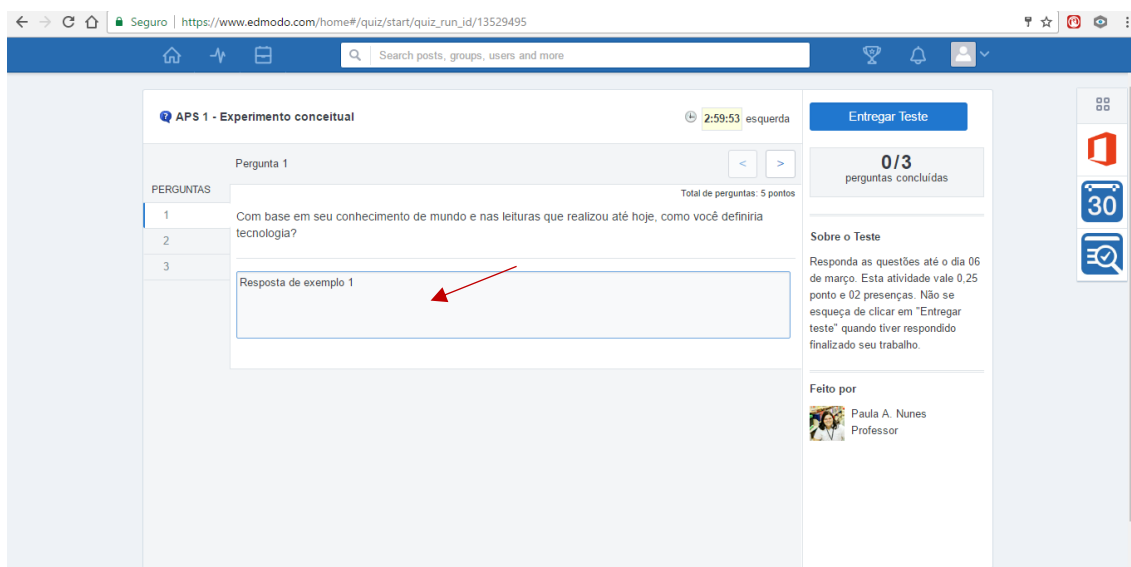 Seguro | https://www.edmodo.com/home#/quiz/start/quiz_run_id/13529495
Search posts, groups, users and more
APS 1 - Experimento conceitual
2:59:53 esquerda
Entregar Teste
Pergunta 1
<
>
0/3
perguntas concluídas
PERGUNTAS
Total de perguntas: 5 pontos
1
Com base em seu conhecimento de mundo e nas leituras que realizou até hoje, como você definiria
tecnologia?
2
3
Resposta de exemplo 1
Sobre o Teste
Responda as questões até o dia 06
de março. Esta atividade vale 0,25
ponto e 02 presenças. Não se
esqueça de clicar em "Entregar
teste" quando tiver respondido
finalizado seu trabalho.
Feito por
Paula A. Nunes
Professor
30